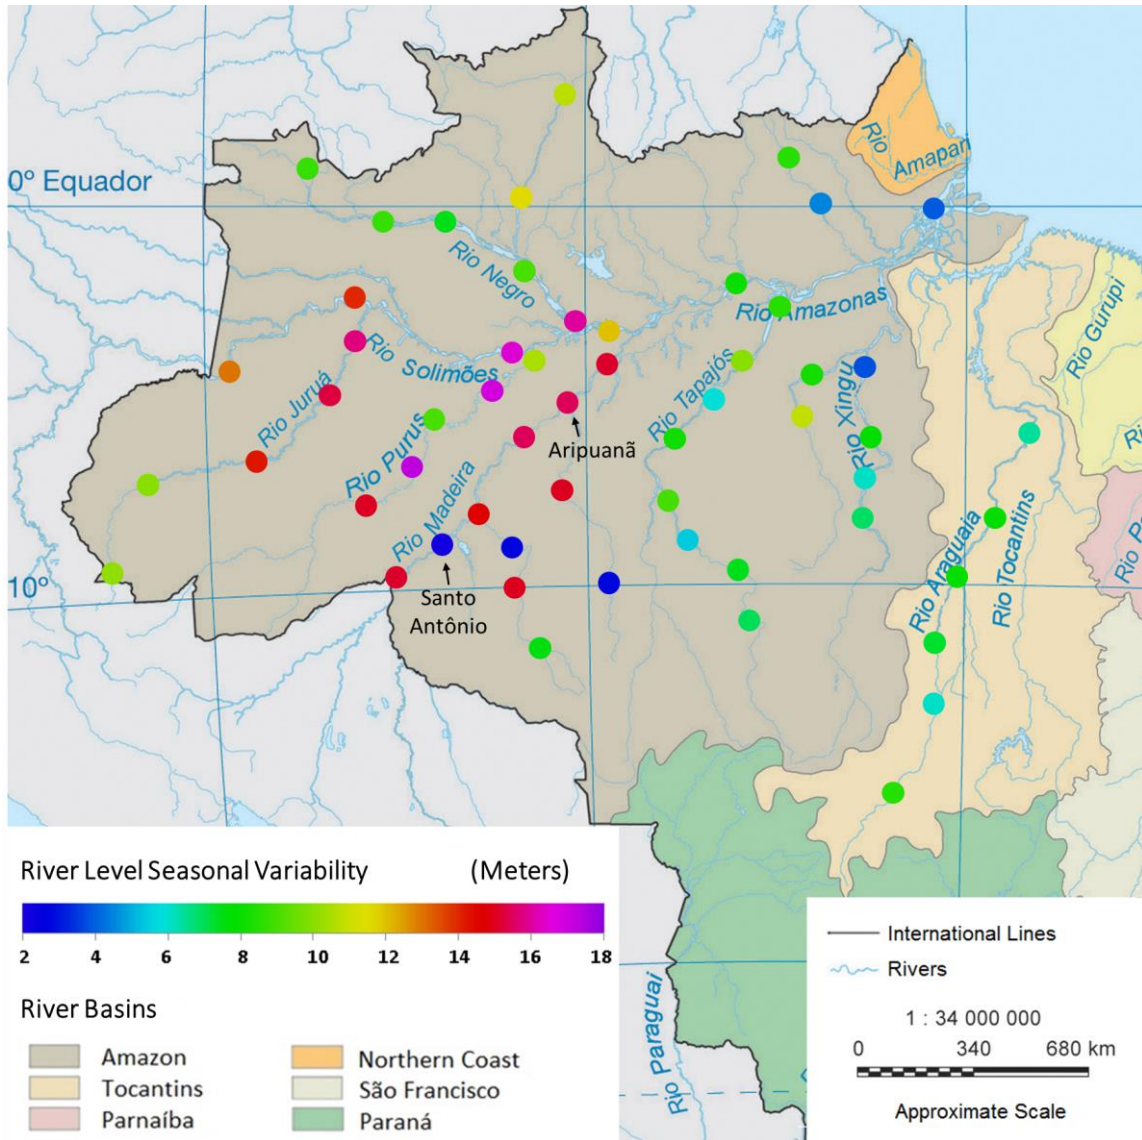 Rio
Amapari
0º Equador
Rio Negro
Rio Amazonas
Rio Gurupi
Rio Solimões
Rio Juruá
Rio Tapajós
Rio Xingu
Rio Purus
Aripuanã
Rio Madeira
Rio Araguaia
Rio Tocantins
Rio P
10º
Santo
Antônio
River Level Seasonal Variability (Meters)
2 4 6 8 10 12 14 16 18
River Basins
Amazon
Tocantins
Parnaíba
Northern Coast
São Francisco
Paraná
Rio Paraguai
International Lines
Rivers
1 : 34 000 000
0 340 680 km
Approximate Scale